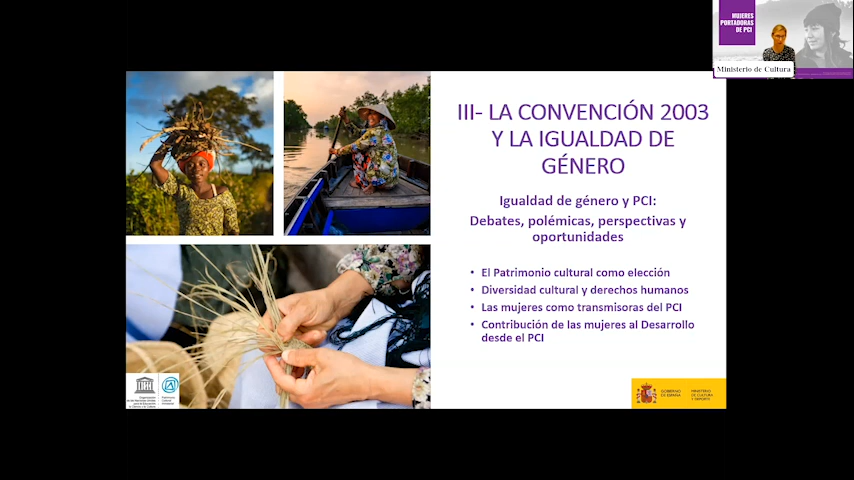 MUJERES
PORTADORAS
DE PCI
Ministerio de Cultura
III- LA CONVENCIÓN 2003
Y LA IGUALDAD DE
GÉNERO
Igualdad de género y PCI:
Debates, polémicas, perspectivas y
oportunidades
• El Patrimonio cultural como elección
• Diversidad cultural y derechos humanos
• Las mujeres como transmisoras del PCI
• Contribución de las mujeres al Desarrollo
desde el PCI
GOBIERNO
DE ESPAÑA
MINISTERIO
DE CULTURA
Y DEPORTE